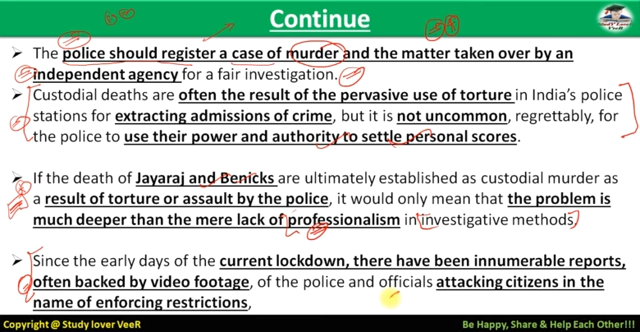 Continue
➢ The police should register a case of murder and the matter taken over by an
independent agency for a fair investigation.
➢ Custodial deaths are often the result of the pervasive use of torture in India's police
stations for extracting admissions of crime, but it is not uncommon, regrettably, for
the police to use their power and authority to settle personal scores.
➢ If the death of Jayaraj and Benicks are ultimately established as custodial murder as
a result of torture or assault by the police, it would only mean that the problem is
much deeper than the mere lack of professionalism in investigative methods
➢ Since the early days of the current lockdown, there have been innumerable reports,
often backed by video footage, of the police and officials attacking citizens in the
name of enforcing restrictions,
Copyright @ Study lover VeeR
Be Happy, Share & Help Each Other!!!